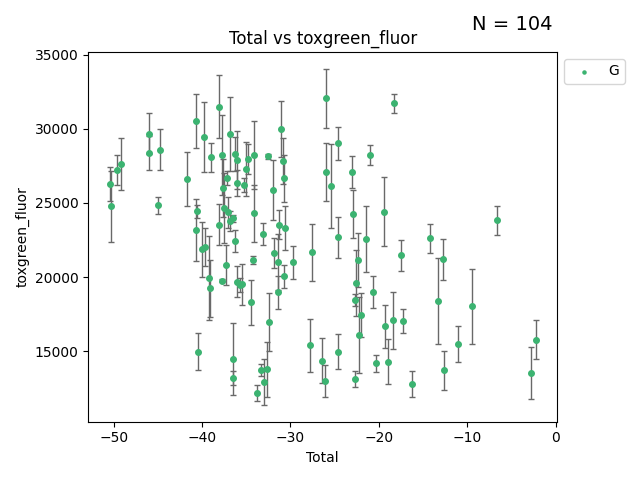 N = 104
Total vs toxgreen_fluor
G
toxgreen_fluor
35000
30000
25000
20000
15000
−50 −40 −30 −20 −10 0
Total